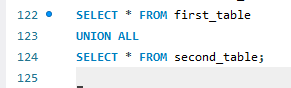 122 SELECT * FROM first_table
123 UNION ALL
124 SELECT * FROM second_table;
125